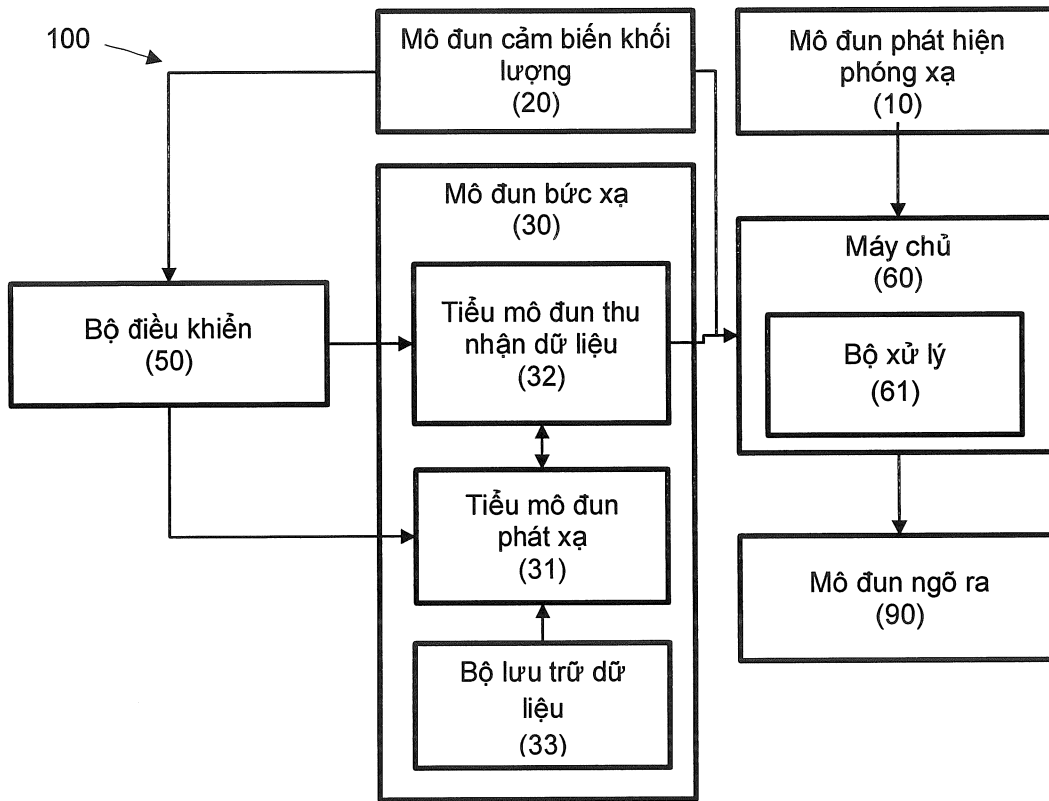 100
Mô đun cảm biến khối
lượng
(20)
Mô đun phát hiện
phóng xạ
(10)
Mô đun bức xạ
(30)
Máy chủ
(60)
Bộ điều khiển
(50)
Tiểu mô đun thu
nhận dữ liệu
(32)
Bộ xử lý
(61)
Tiểu mô đun
phát xạ
(31)
Mô đun ngõ ra
(90)
Bộ lưu trữ dữ
liệu
(33)